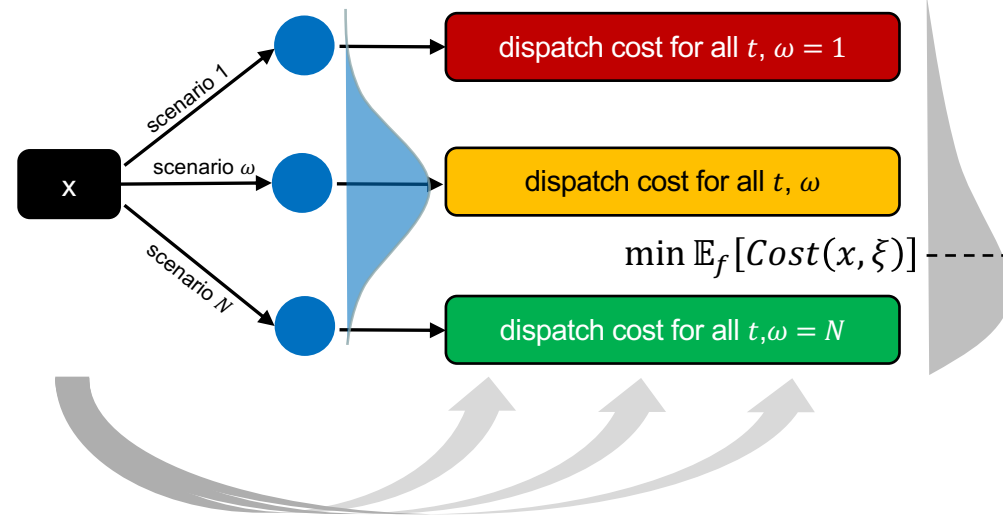 scenario 1
dispatch cost for all 𝑡, 𝜔 = 1
x
scenario 𝜔
dispatch cost for all 𝑡, 𝜔
min 𝔼_f[Cost(x, ξ)]
scenario N
dispatch cost for all 𝑡,𝜔 = 𝑁